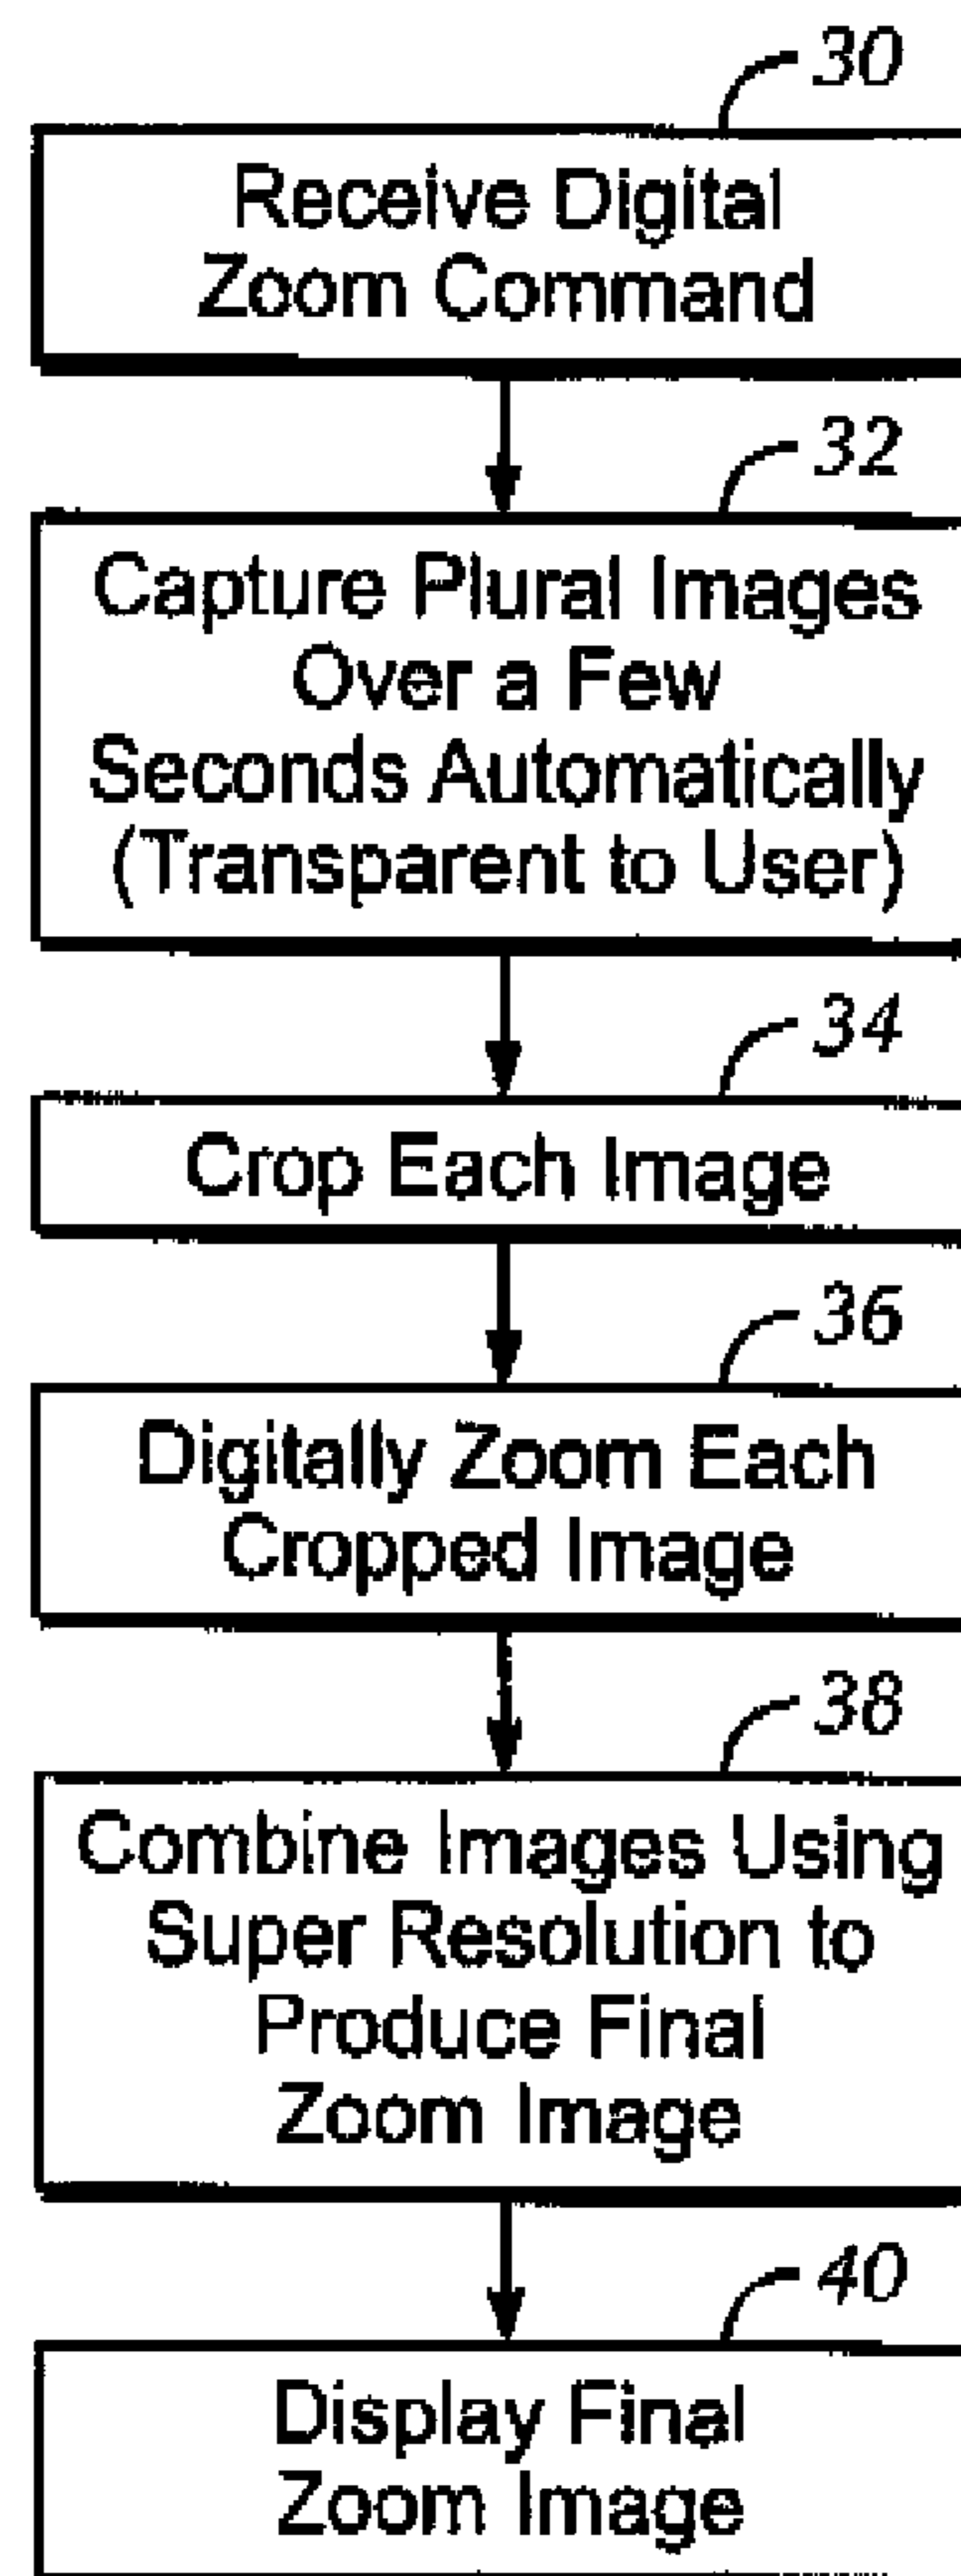 30
Receive Digital
Zoom Command
32
Capture Plural Images
Over a Few
Seconds Automatically
(Transparent to User)
34
Crop Each Image
36
Digitally Zoom Each
Cropped Image
38
Combine Images Using
Super Resolution to
Produce Final
Zoom Image
40
Display Final
Zoom Image